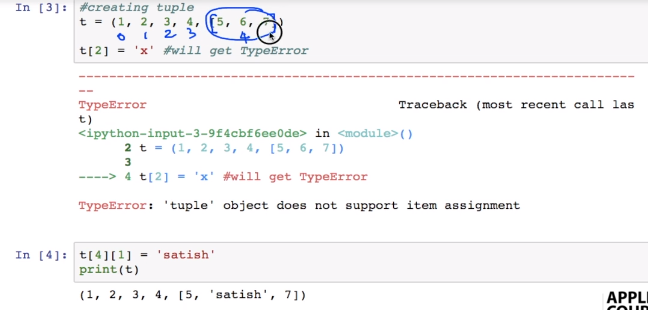 In [3]: #creating tuple
t = (1, 2, 3, 4, [5, 6, 7])
0 1 2 3 4
t[2] = 'x' #will get TypeError
---------------------------------------------------------------------------
--
TypeError Traceback (most recent call las
t)
<ipython-input-3-9f4cbf6ee0de> in <module>()
2 t = (1, 2, 3, 4, [5, 6, 7])
3
----> 4 t[2] = 'x' #will get TypeError
TypeError: 'tuple' object does not support item assignment
In [4]: t[4][1] = 'satish'
print(t)
(1, 2, 3, 4, [5, 'satish', 7])
APPLI